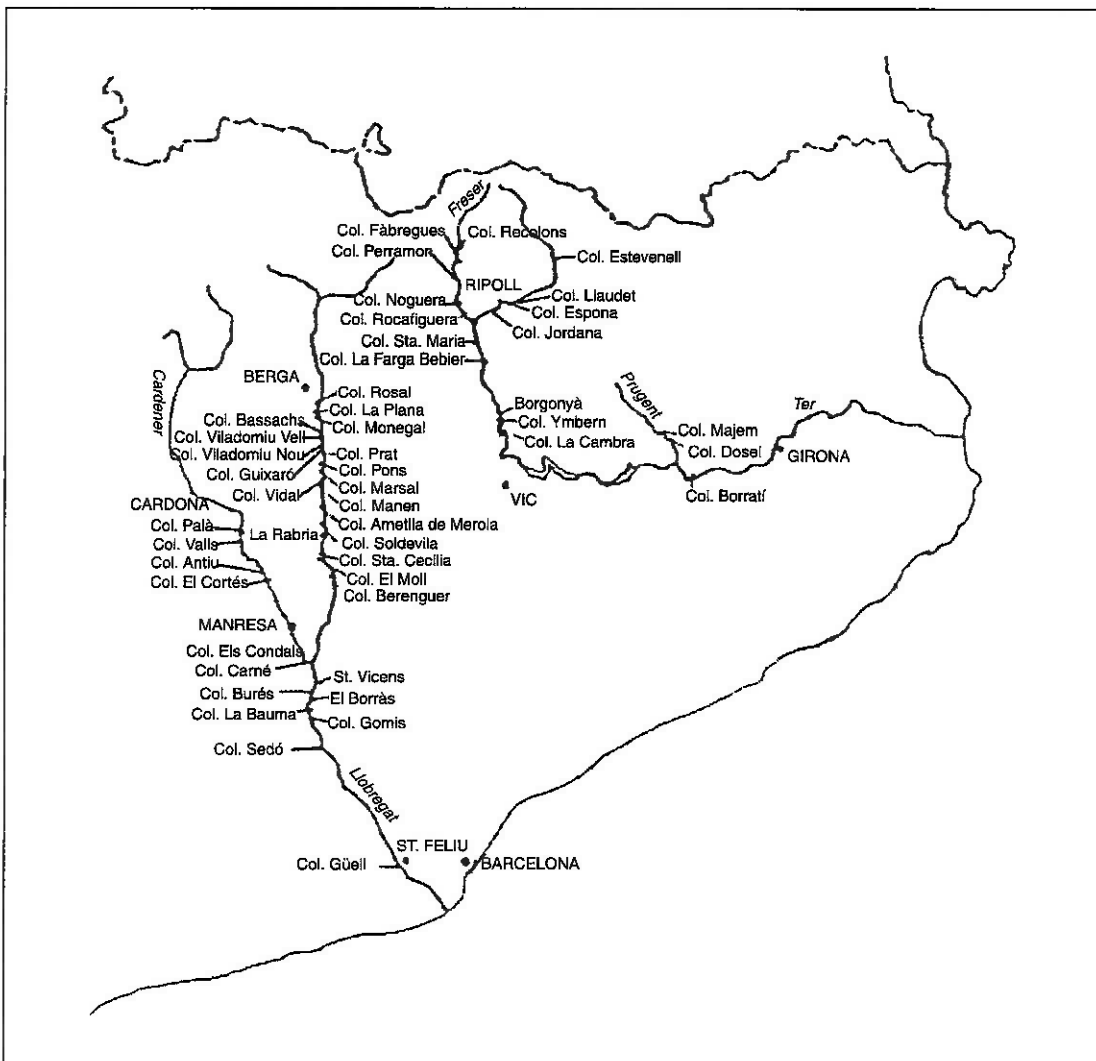 Freser
Col. Fàbregues
Col. Recolons
Col. Perramon
Col. Estevenell
RIPOLL
Col. Noguera
Col. Llaudet
Col. Espona
Col. Rocafiguera
Col. Jordana
Col. Sta. Maria
Col. La Farga Bebier
Cardener
BERGA
Prugent
Col. Rosal
Col. La Plana
Col. Bassachs
Col. Monegal
Col. Viladomiu Vell
Col. Viladomiu Nou
Col. Prat
Col. Guixaró
Col. Pons
Col. Vidal
Col. Marsal
Col. Manen
Borgonyà
Col. Ymbern
Col. La Cambra
Ter
Col. Majem
Col. Dosel
GIRONA
Col. Borratí
VIC
CARDONA
Col. Palà
Col. Valls
La Rabria
Col. Ametlla de Merola
Col. Soldevila
Col. Antiu
Col. Sta. Cecília
Col. El Cortés
Col. El Moll
Col. Berenguer
MANRESA
Col. Els Condals
Col. Carné
St. Vicens
Col. Burés
El Borràs
Col. La Bauma
Col. Gomis
Col. Sedó
Llobregat
ST. FELIU
Col. Güell
BARCELONA